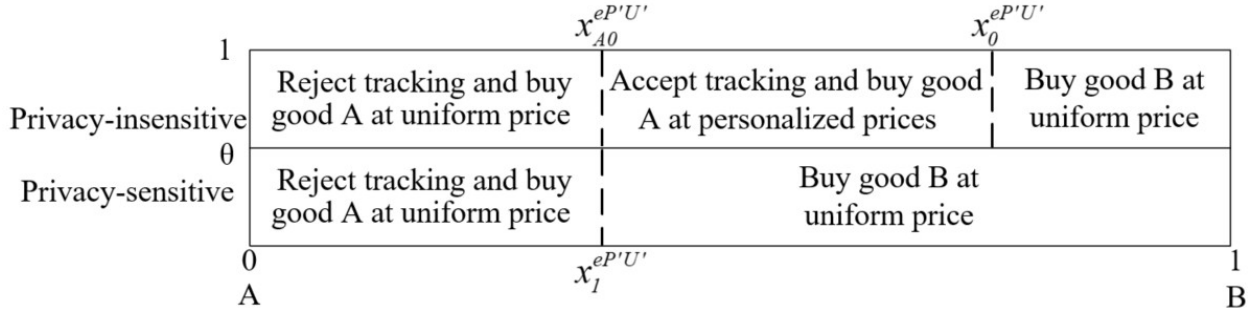 x_{A0}^{eP'U'} x_0^{eP'U'}
1
Reject tracking and buy
good A at uniform price
Accept tracking and buy good
A at personalized prices
Buy good B at
uniform price
Privacy-insensitive
θ
Privacy-sensitive
Reject tracking and buy
good A at uniform price
Buy good B at
uniform price
0 x_1^{eP'U'} 1
A B